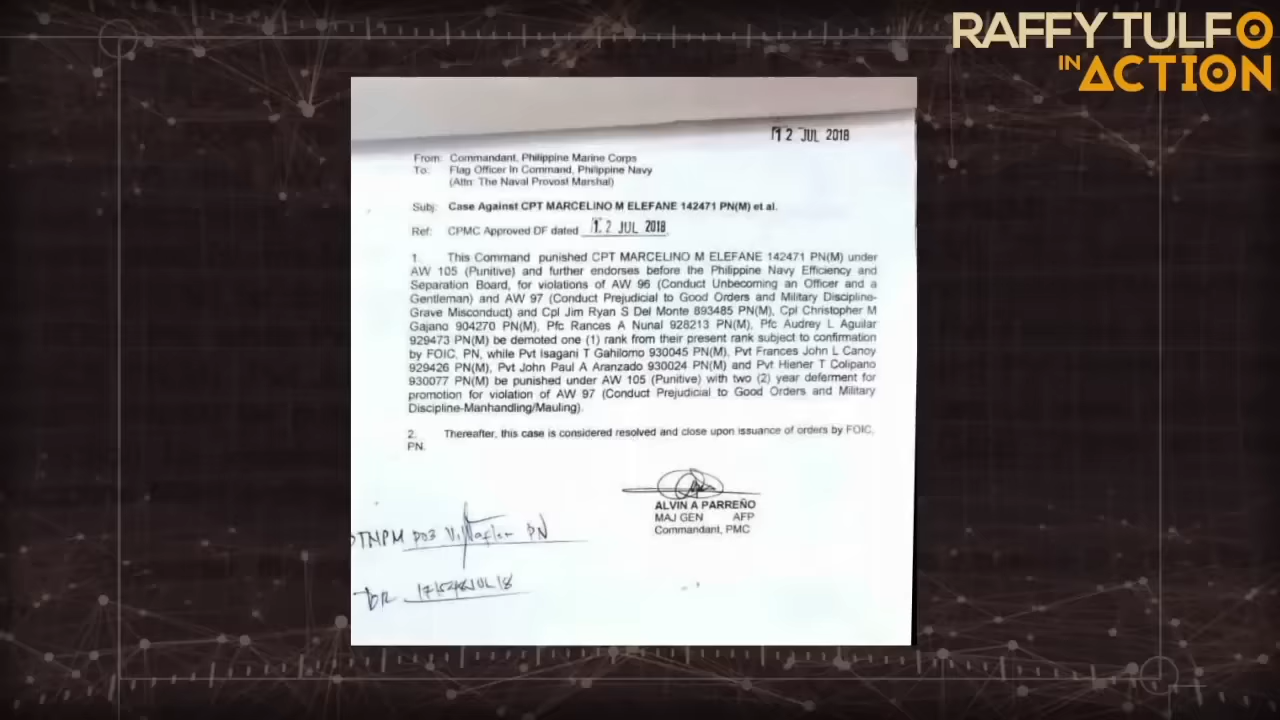 RAFFY TULFO
IN ACTION
12 JUL 2018
From: Commandant, Philippine Marine Corps
To: Flag Officer In Command, Philippine Navy
(Attn: The Naval Provost Marshal)
Subj: Case Against CPT MARCELINO M ELEFANE 142471 PN(M) et al.
Ref: CPMC Approved DF dated 12 JUL 2018
1. This Command punished CPT MARCELINO M ELEFANE 142471 PN(M) under
AW 105 (Punitive) and further endorses before the Philippine Navy Efficiency and
Separation Board, for violations of AW 96 (Conduct Unbecoming an Officer and a
Gentleman) and AW 97 (Conduct Prejudicial to Good Orders and Military Discipline-
Grave Misconduct) and Cpl Jim Ryan S Del Monte 893485 PN(M), Cpl Christopher M
Gajano 904270 PN(M), Pfc Rances A Nunal 928213 PN(M), Pfc Audrey L Aguilar
929473 PN(M) be demoted one (1) rank from their present rank subject to confirmation
by FOIC, PN, while Pvt Isagani T Gahilomo 930045 PN(M), Pvt Frances John L Canoy
929426 PN(M), Pvt John Paul A Aranzado 930024 PN(M) and Pvt Hiener T Colipano
930077 PN(M) be punished under AW 105 (Punitive) with two (2) year deferment for
promotion for violation of AW 97 (Conduct Prejudicial to Good Orders and Military
Discipline-Manhandling/Mauling).
2. Thereafter, this case is considered resolved and close upon issuance of orders by FOIC,
PN.
ALVIN A PARREÑO
MAJ GEN AFP
Commandant, PMC
PO3 PN